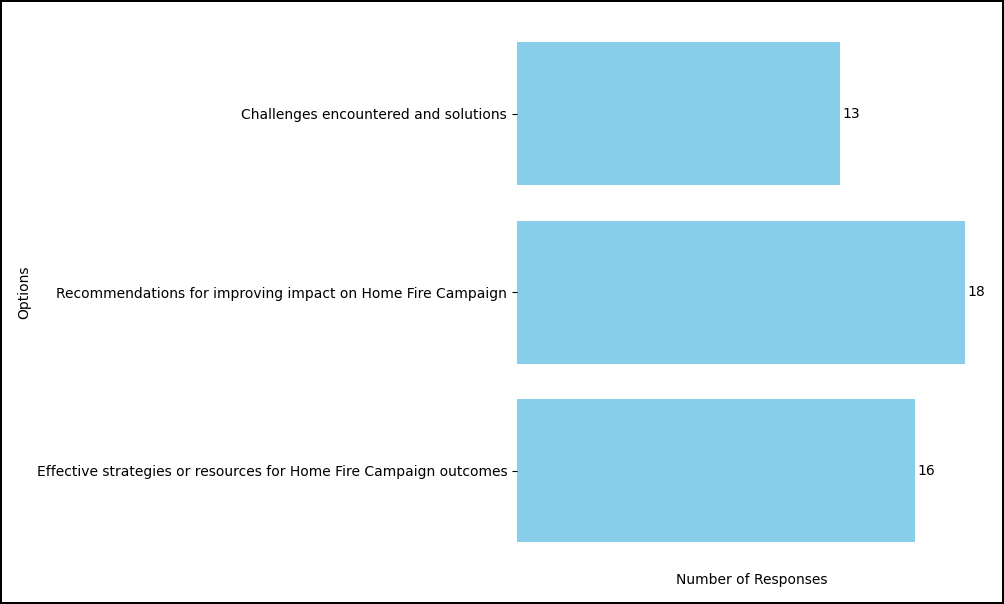 Challenges encountered and solutions
13
Options
Recommendations for improving impact on Home Fire Campaign
18
Effective strategies or resources for Home Fire Campaign outcomes
16
Number of Responses